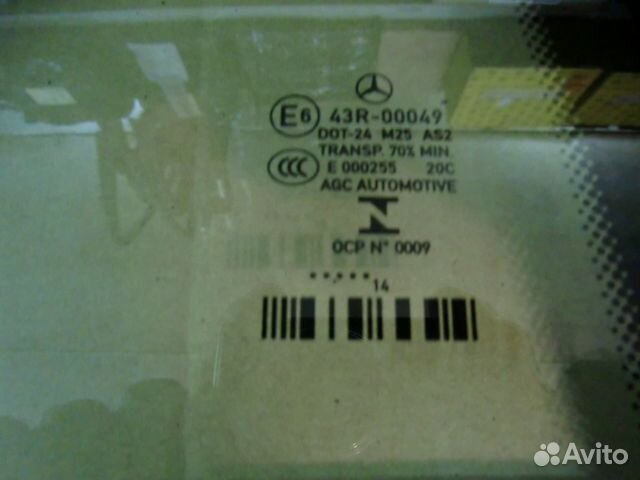 E6 43R-00049
DOT-24 M25 AS2
TRANSP. 70% MIN.
CCC E 000255 20C
AGC AUTOMOTIVE
N
OCP N° 0009
.....14
Avito